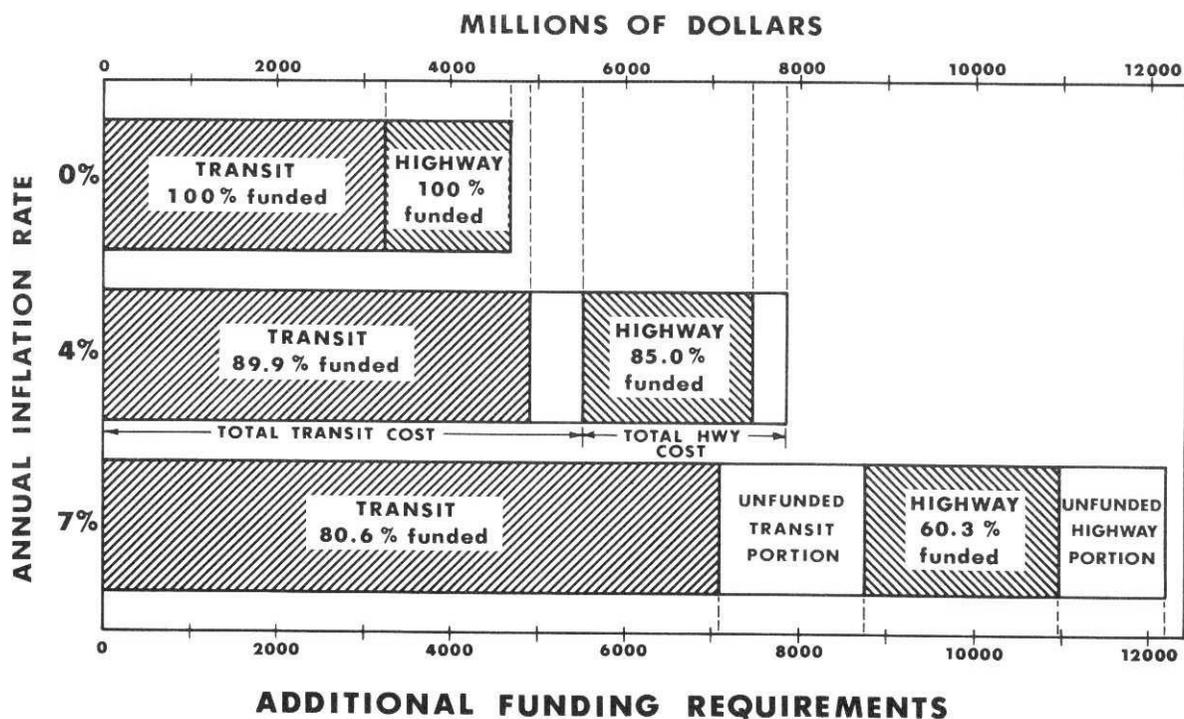 MILLIONS OF DOLLARS
0 2000 4000 6000 8000 10000 12000
ANNUAL INFLATION RATE
0%
TRANSIT
100% funded
HIGHWAY
100%
funded
4%
TRANSIT
89.9% funded
HIGHWAY
85.0%
funded
TOTAL TRANSIT COST
TOTAL HWY
COST
7%
TRANSIT
80.6% funded
UNFUNDED
TRANSIT
PORTION
HIGHWAY
60.3%
funded
UNFUNDED
HIGHWAY
PORTION
0 2000 4000 6000 8000 10000 12000
ADDITIONAL FUNDING REQUIREMENTS